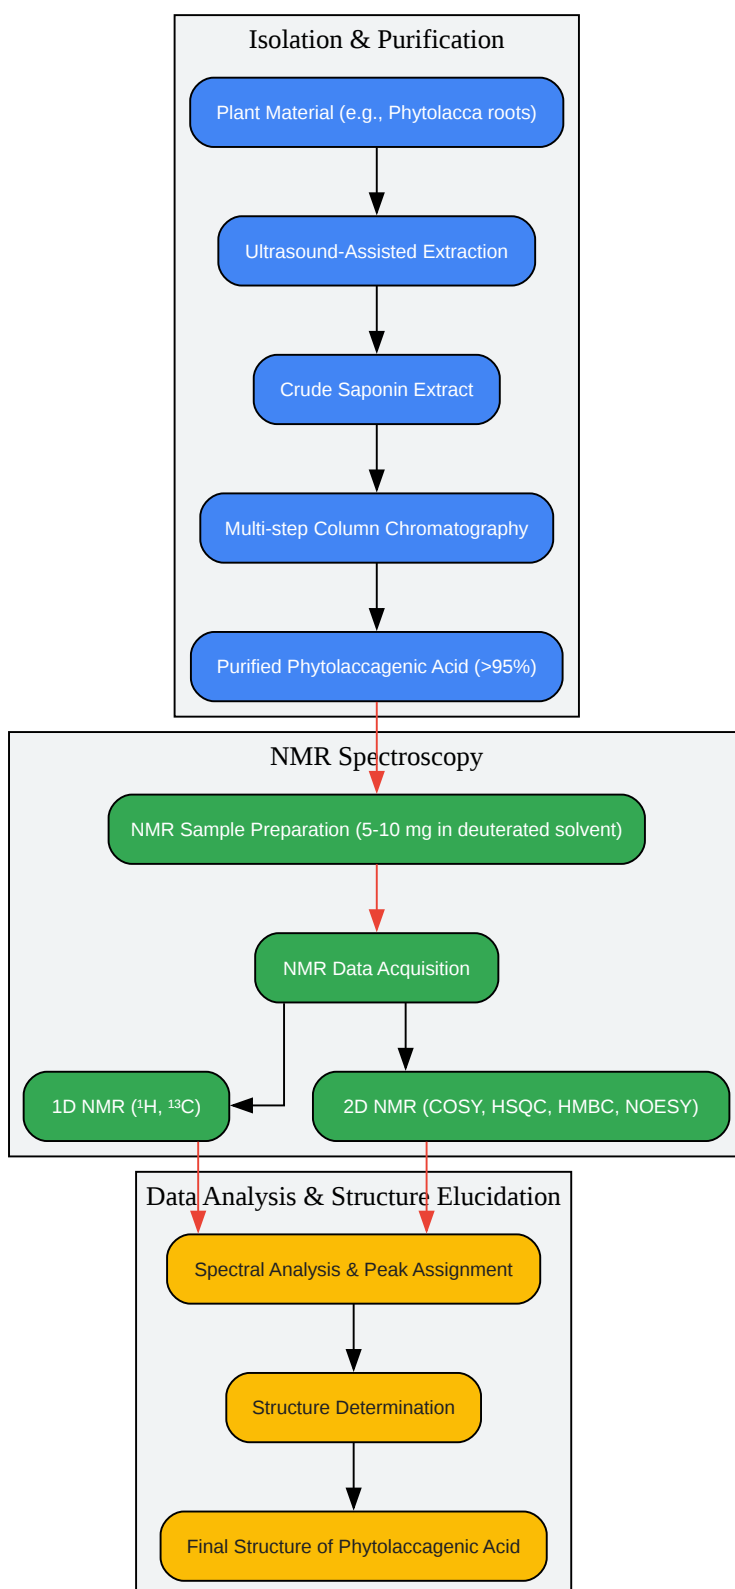 Isolation & Purification
Plant Material (e.g., Phytolacca roots)
Ultrasound-Assisted Extraction
Crude Saponin Extract
Multi-step Column Chromatography
Purified Phytolaccagenic Acid (>95%)
NMR Spectroscopy
NMR Sample Preparation (5-10 mg in deuterated solvent)
NMR Data Acquisition
1D NMR (¹H, ¹³C)
2D NMR (COSY, HSQC, HMBC, NOESY)
Data Analysis & Structure Elucidation
Spectral Analysis & Peak Assignment
Structure Determination
Final Structure of Phytolaccagenic Acid